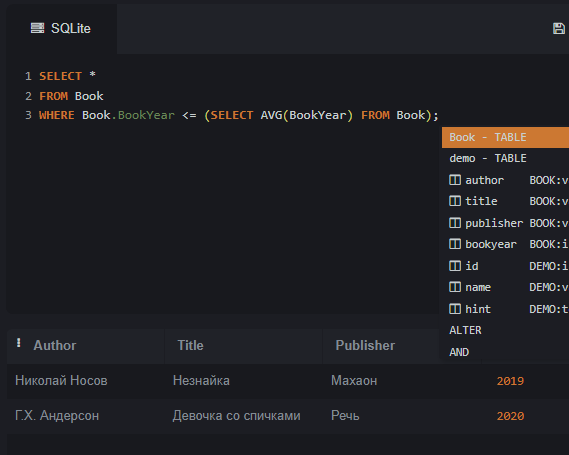 SQLite
1 SELECT *
2 FROM Book
3 WHERE Book.BookYear <= (SELECT AVG(BookYear) FROM Book);
Book - TABLE
demo - TABLE
author BOOK:v
title BOOK:v
publisher BOOK:v
bookyear BOOK:i
id DEMO:i
name DEMO:v
hint DEMO:t
ALTER
AND
Author Title Publisher
Николай Носов Незнайка Махаон 2019
Г.Х. Андерсон Девочка со спичками Речь 2020